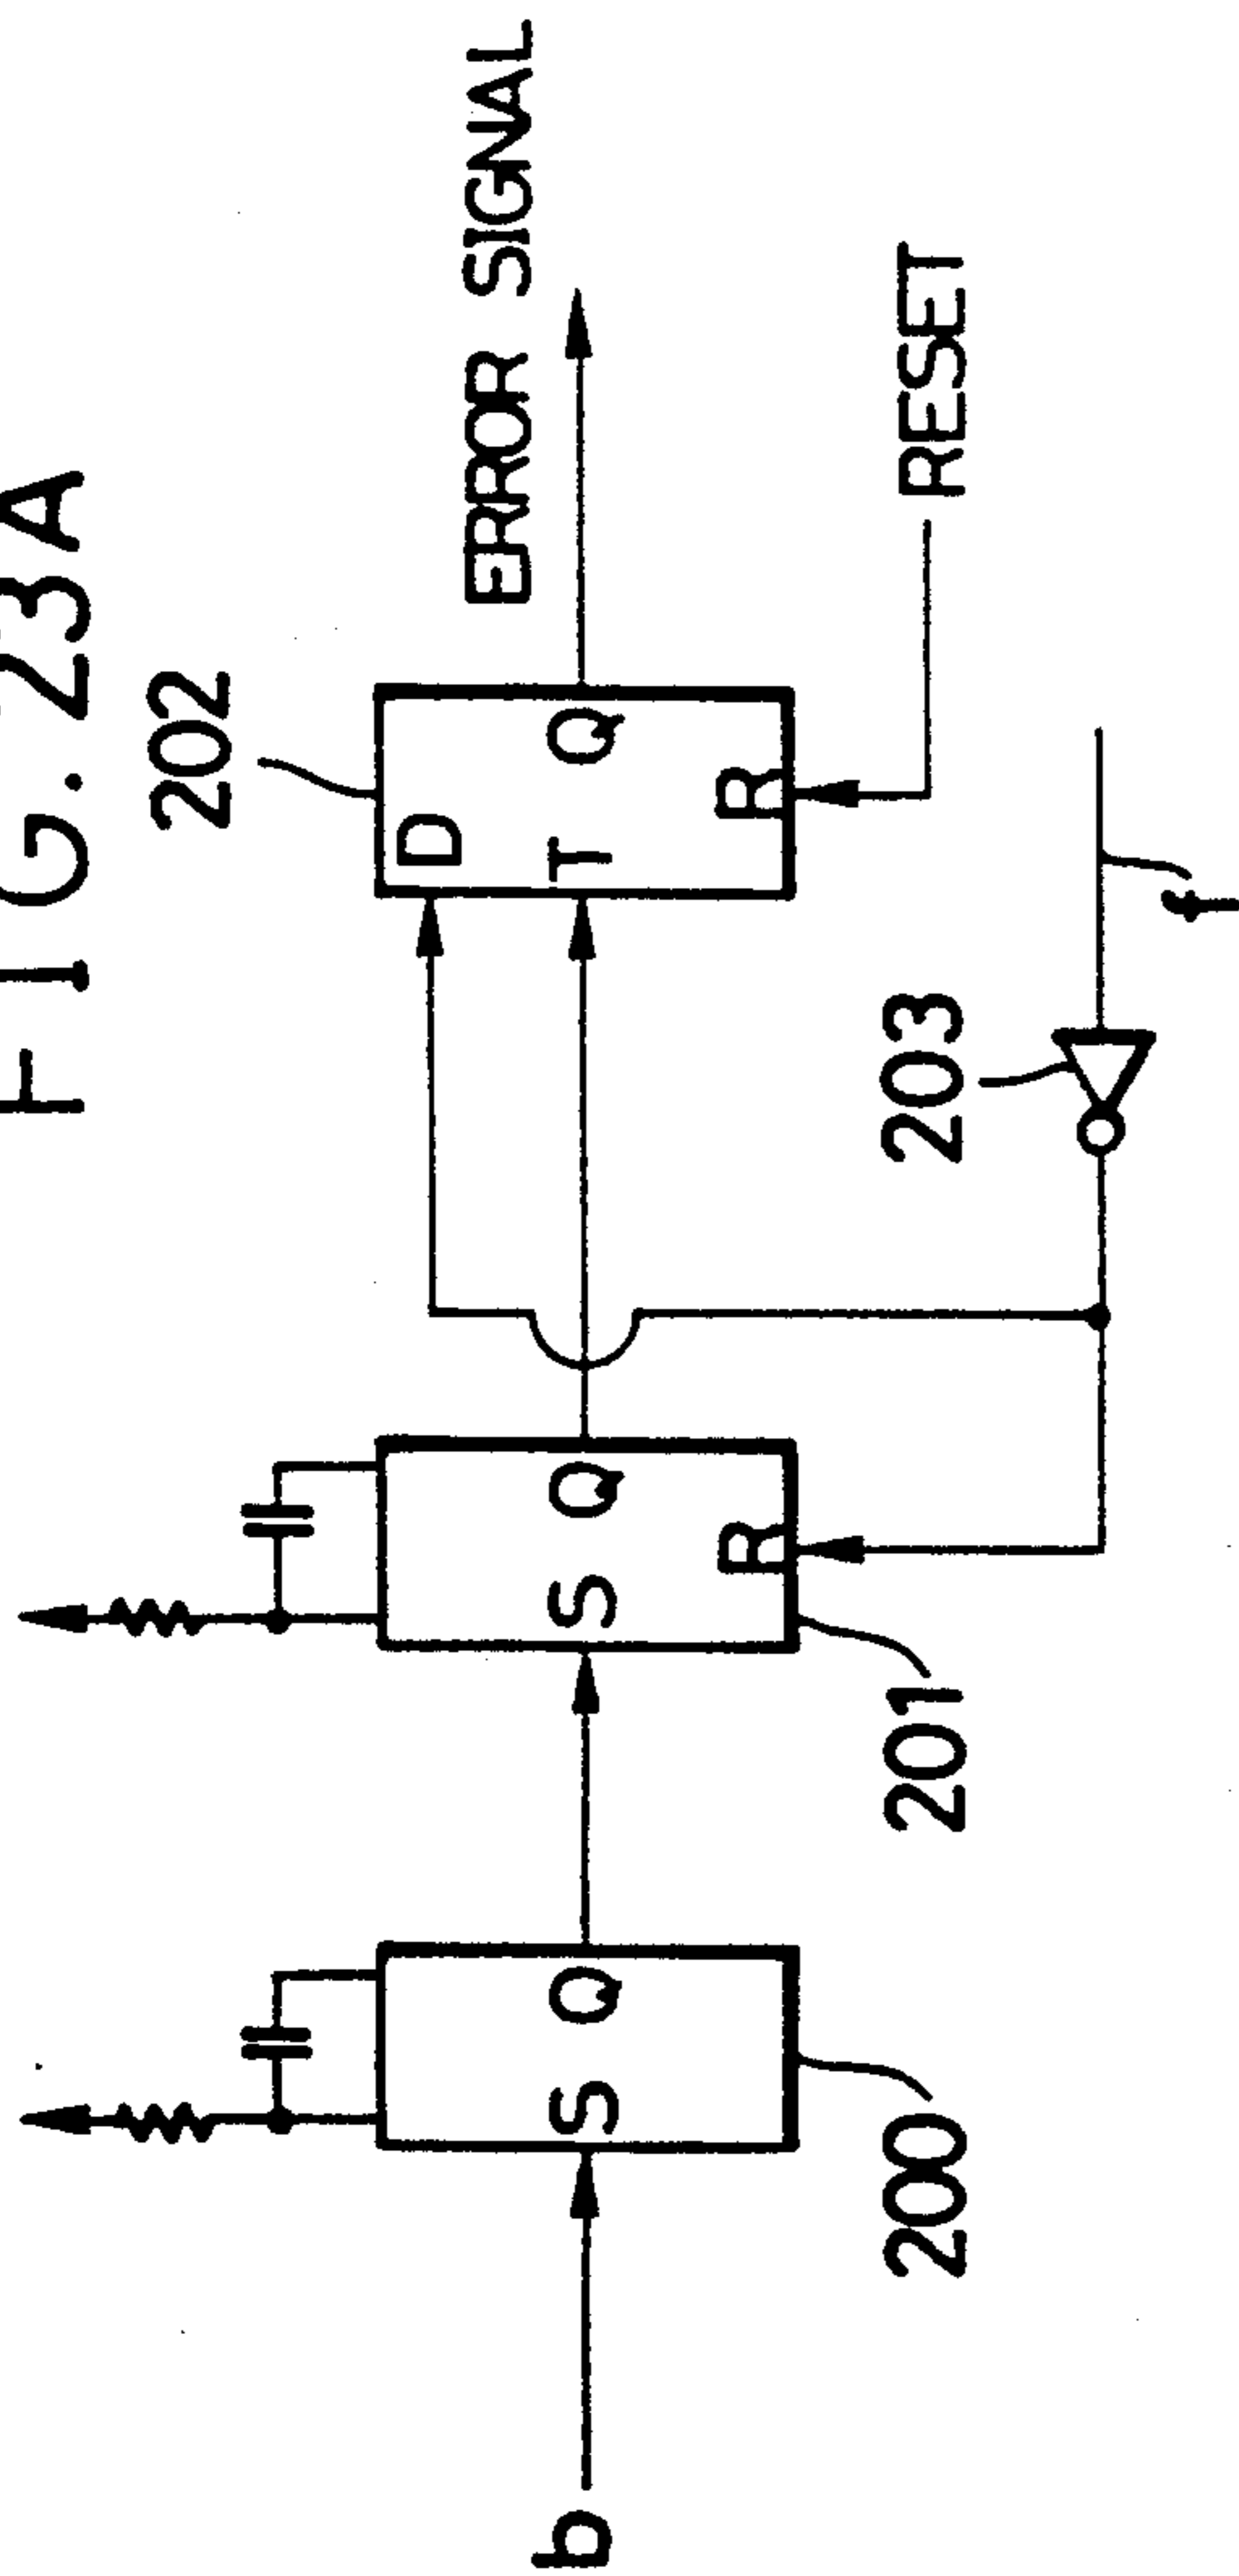 FIG. 23A
202
D
T
Q
R
ERROR SIGNAL
RESET
S
Q
S
Q
R
b
200
201
203
f